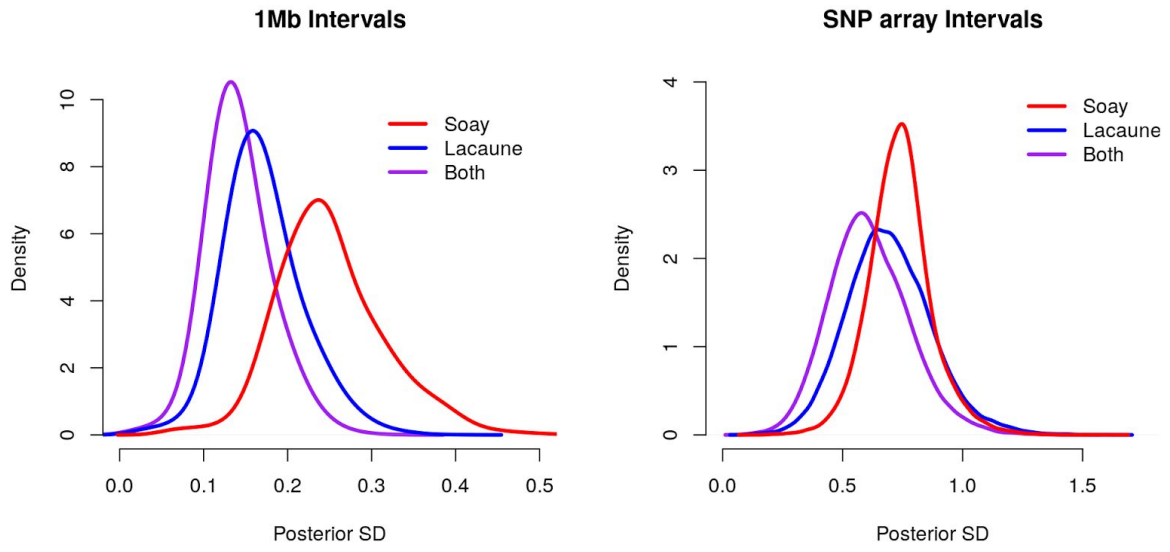 1Mb Intervals
Density
0
2
4
6
8
10
Soay
Lacaune
Both
0.0 0.1 0.2 0.3 0.4 0.5
Posterior SD
SNP array Intervals
Density
0
1
2
3
4
Soay
Lacaune
Both
0.0 0.5 1.0 1.5
Posterior SD